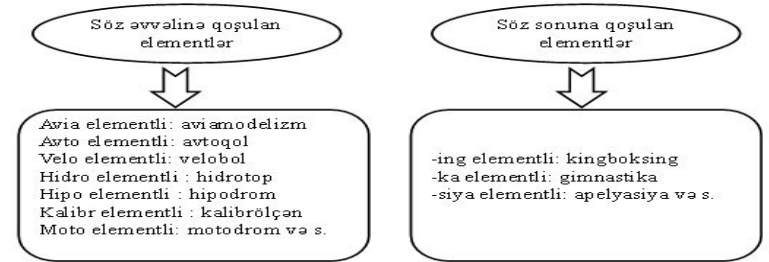 Söz əvvəlinə qoşulan
elementlər
Avia elementli: aviamodelizm
Avto elementli: avtoqol
Velo elementli: velobol
Hidro elementli : hidrotop
Hipo elementli : hipodrom
Kalibr elementli : kalibrölçən
Moto elementli: motodrom və s.
Söz sonuna qoşulan
elementlər
-ing elementli: kingboksing
-ka elementli: gimnastika
-siya elementli: apelyasiya və s.